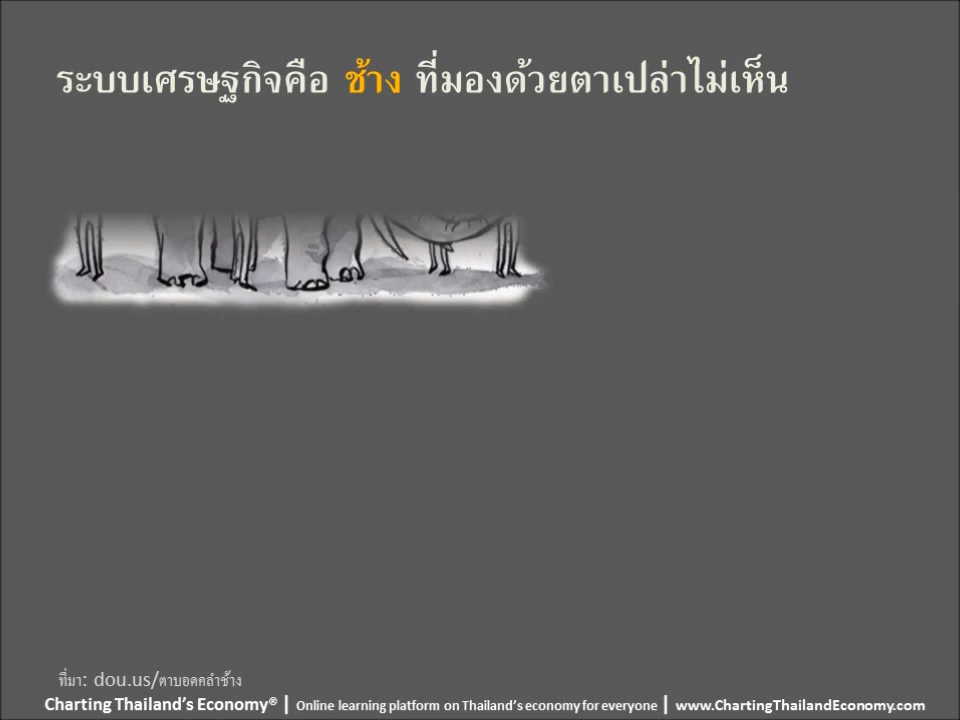 ระบบเศรษฐกิจคือ ช้าง ที่มองด้วยตาเปล่าไม่เห็น
ที่มา: dou.us/ตาบอดคลำช้าง
Charting Thailand’s Economy® | Online learning platform on Thailand’s economy for everyone | www.ChartingThailandEconomy.com